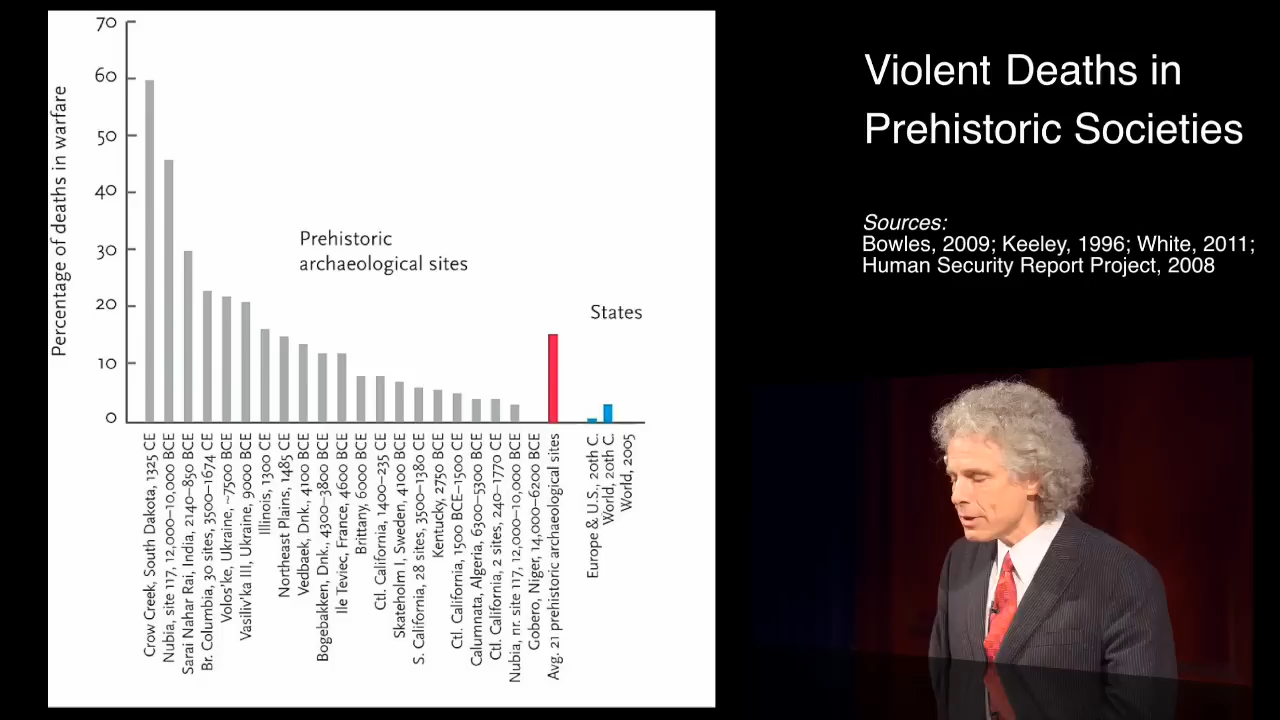 Violent Deaths in
Prehistoric Societies
Sources:
Bowles, 2009; Keeley, 1996; White, 2011;
Human Security Report Project, 2008
Percentage of deaths in warfare
70
60
50
40
30
20
10
0
Prehistoric
archaeological sites
States
Crow Creek, South Dakota, 1325 CE
Nubia, site 117, 12,000–10,000 BCE
Sarai Nahar Rai, India, 2140–850 BCE
Br. Columbia, 30 sites, 3500–1674 CE
Volos'ke, Ukraine, ~7500 BCE
Vasiliv'ka III, Ukraine, 9000 BCE
Illinois, 1300 CE
Northeast Plains, 1485 CE
Vedbaek, Dnk., 4100 BCE
Bogebakken, Dnk., 4300–3800 BCE
Ile Teviec, France, 4600 BCE
Brittany, 6000 BCE
Ctl. California, 1400–235 CE
Skateholm I, Sweden, 4100 BCE
S. California, 28 sites, 3500–1380 CE
Kentucky, 2750 BCE
Ctl. California, 1500 BCE–1500 CE
Calumnata, Algeria, 6300–5300 BCE
Ctl. California, 2 sites, 240–1770 CE
Nubia, nr. site 117, 12,000–10,000 BCE
Gobero, Niger, 14,000–6200 BCE
Avg. 21 prehistoric archaeological sites
Europe & U.S., 20th C.
World, 20th C.
World, 2005